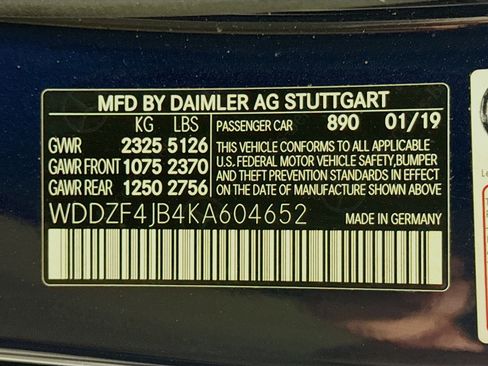 MFD BY DAIMLER AG STUTTGART
KG LBS
GVWR 2325 5126
GAWR FRONT 1075 2370
GAWR REAR 1250 2756
PASSENGER CAR 890 01/19
THIS VEHICLE CONFORMS TO ALL APPLICABLE
U.S. FEDERAL MOTOR VEHICLE SAFETY, BUMPER
AND THEFT PREVENTION STANDARDS IN EFFECT
ON THE DATE OF MANUFACTURE SHOWN ABOVE
WDDZF4JB4KA604652
MADE IN GERMANY